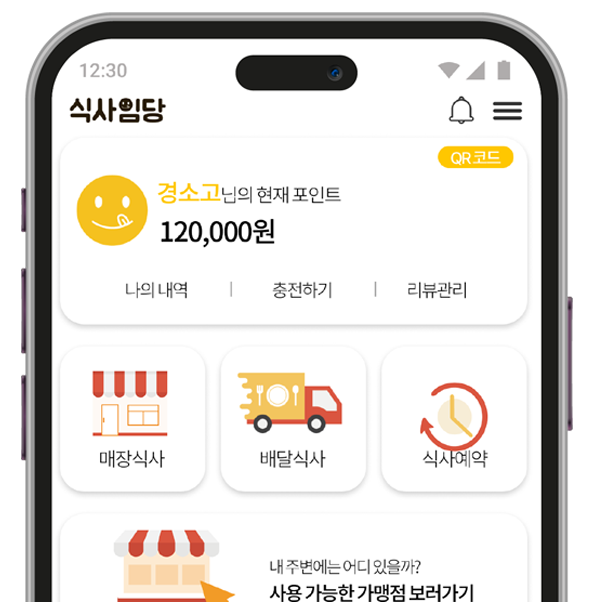 12:30
식사임당
QR코드
경소고님의 현재 포인트
120,000원
나의 내역 | 충전하기 | 리뷰관리
매장식사 배달식사 식사예약
내 주변에는 어디 있을까?
사용 가능한 가맹점 보러가기